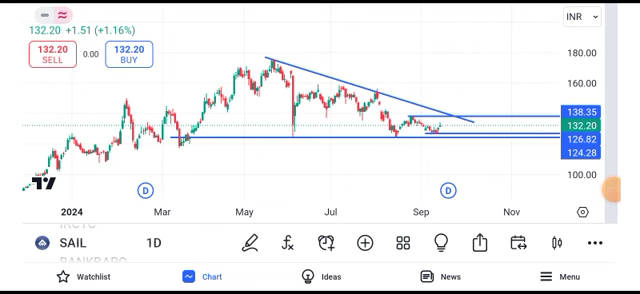 INR
132.20 +1.51 (+1.16%)
132.20
SELL
0.00
132.20
BUY
180.00
160.00
138.35
132.20
126.82
124.28
100.00
D
D
2024
Mar
May
Jul
Sep
Nov
SAIL
1D
Watchlist
Chart
Ideas
News
Menu